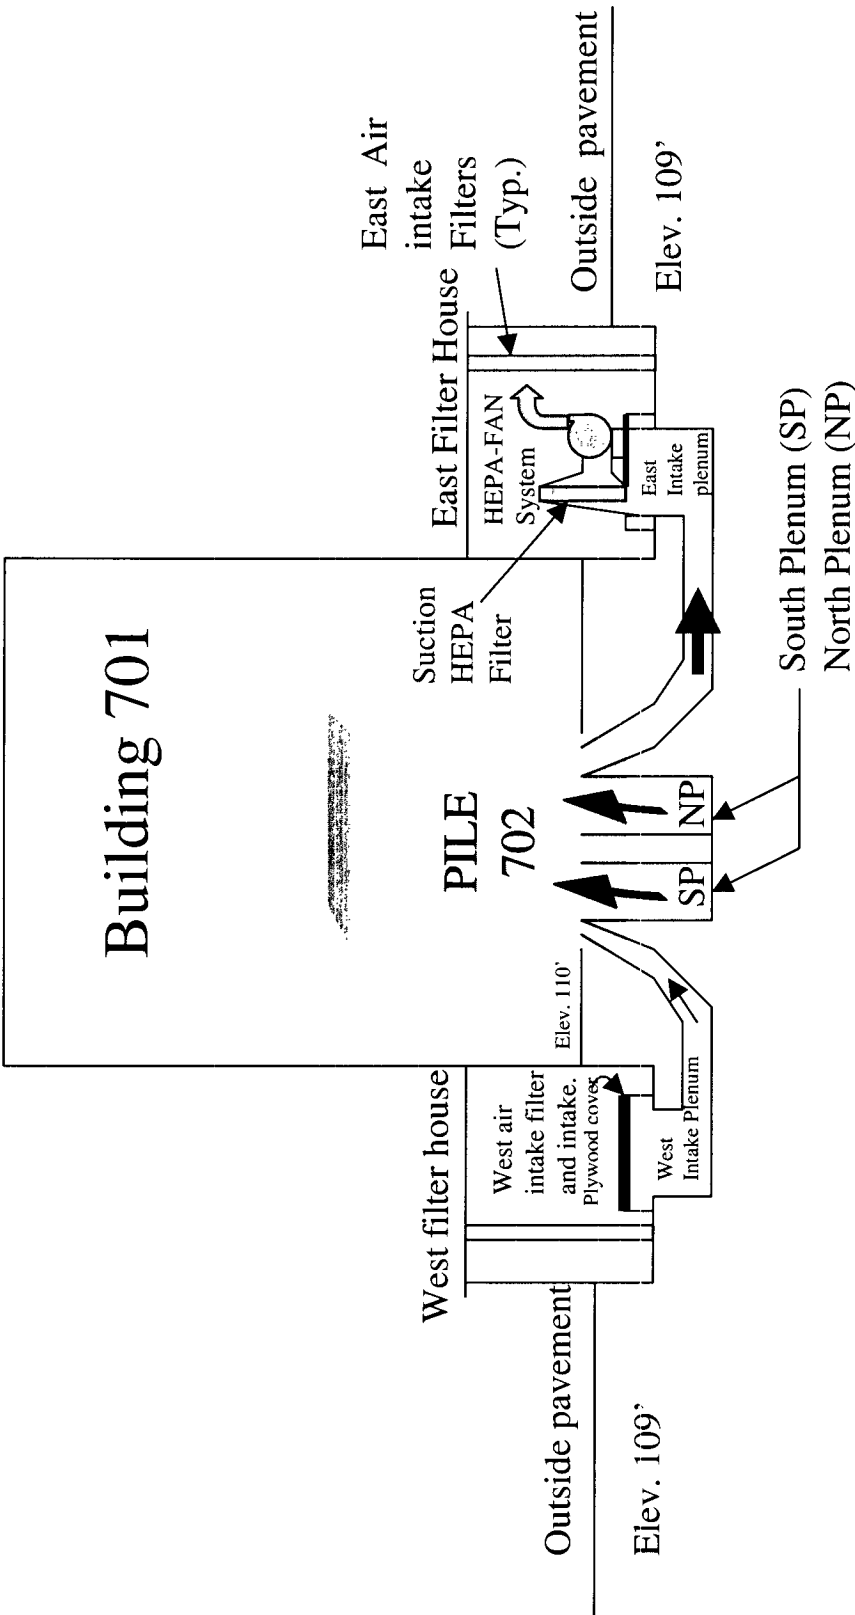 Building 701
PILE
702
West filter house
West air
intake filter
and intake.
Plywood cover
West
Intake Plenum
Elev. 110'
Outside pavement
Elev. 109'
SP
NP
South Plenum (SP)
North Plenum (NP)
Suction
HEPA
Filter
East Filter House
HEPA-FAN
System
East
Intake
plenum
East Air
intake
Filters
(Typ.)
Outside pavement
Elev. 109'